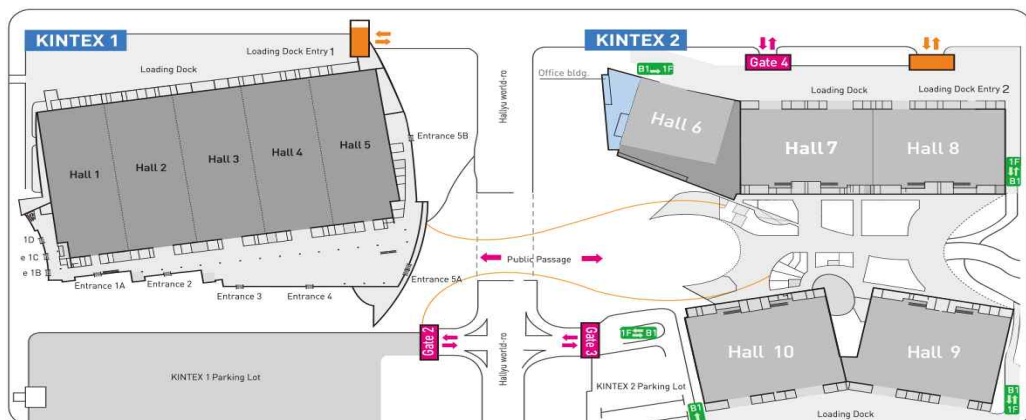 KINTEX 1
Loading Dock Entry 1
Loading Dock
Hall 1
Hall 2
Hall 3
Hall 4
Hall 5
Entrance 5B
1D
e 1C
e 1B
Entrance 1A
Entrance 2
Entrance 3
Entrance 4
Entrance 5A
Hallyu world-ro
Public Passage
Gate 2
Gate 3
Hallyu world-ro
KINTEX 1 Parking Lot
KINTEX 2
Gate 4
B1 1F
Office bldg.
Loading Dock
Loading Dock Entry 2
Hall 6
Hall 7
Hall 8
1F
B1
1F B1
Hall 10
Hall 9
KINTEX 2 Parking Lot
B1
Loading Dock
B1
1F